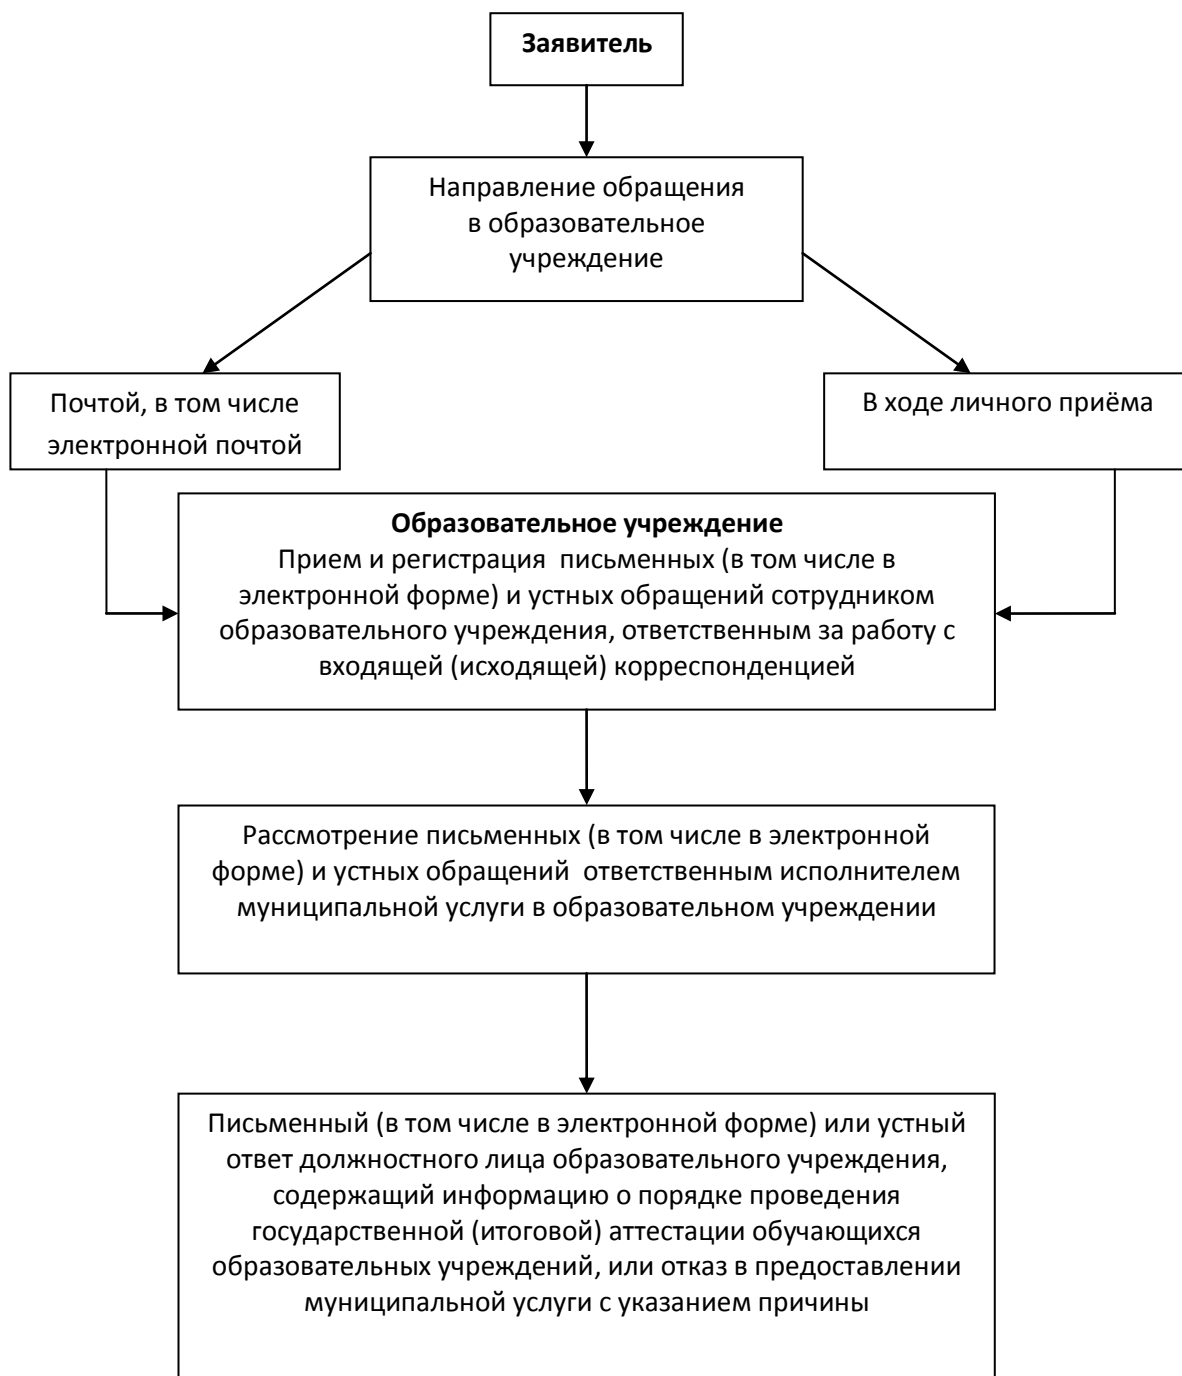 Заявитель
Направление обращения
в образовательное
учреждение
Почтой, в том числе
электронной почтой
В ходе личного приёма
Образовательное учреждение
Прием и регистрация  письменных (в том числе в
электронной форме) и устных обращений сотрудником
образовательного учреждения, ответственным за работу с
входящей (исходящей) корреспонденцией
Рассмотрение письменных (в том числе в электронной
форме) и устных обращений  ответственным исполнителем
муниципальной услуги в образовательном учреждении
Письменный (в том числе в электронной форме) или устный
ответ должностного лица образовательного учреждения,
содержащий информацию о порядке проведения
государственной (итоговой) аттестации обучающихся
образовательных учреждений, или отказ в предоставлении
муниципальной услуги с указанием причины